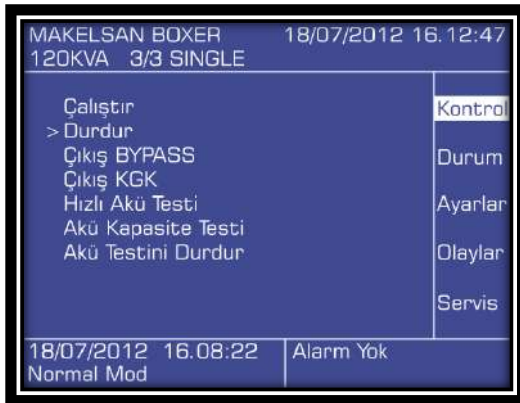 MAKELSAN BOXER 18/07/2012 16.12:47
120KVA 3/3 SINGLE
Çalıştır
> Durdur
Çıkış BYPASS
Çıkış KGK
Hızlı Akü Testi
Akü Kapasite Testi
Akü Testini Durdur
Kontrol
Durum
Ayarlar
Olaylar
Servis
18/07/2012 16.08:22 Alarm Yok
Normal Mod